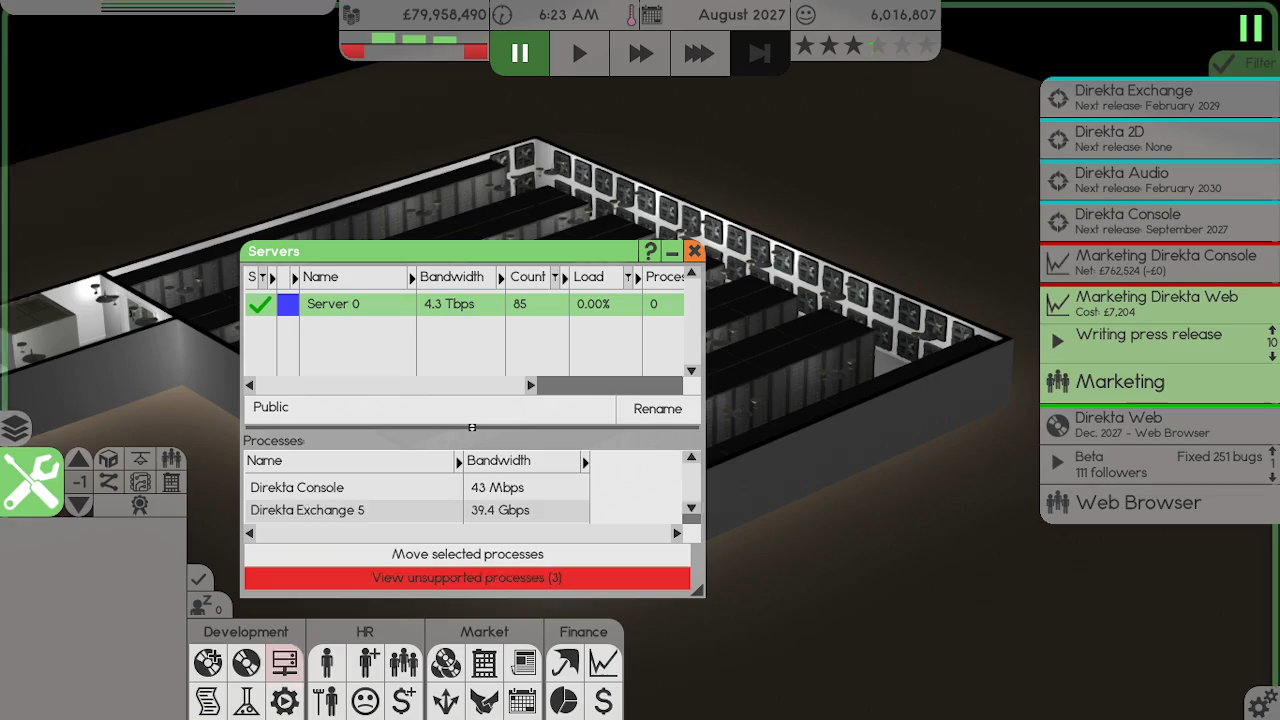 £79,958,490
6:23 AM
August 2027
6,016,807
Filter
Direkta Exchange
Next release: February 2029
Direkta 2D
Next release: None
Direkta Audio
Next release: February 2030
Direkta Console
Next release: September 2027
Marketing Direkta Console
Net: £762,524 (-£0)
Marketing Direkta Web
Cost: £7,204
Writing press release
10
Marketing
Direkta Web
Dec. 2027 - Web Browser
Beta
Fixed 251 bugs
111 followers
1
Web Browser
Servers
?
S
Name
Bandwidth
Count
Load
Proces
Server 0
4.3 Tbps
85
0.00%
0
Public
Rename
Processes:
Name
Bandwidth
Direkta Console
43 Mbps
Direkta Exchange 5
39.4 Gbps
Move selected processes
View unsupported processes (3)
-1
0
Development
HR
Market
Finance